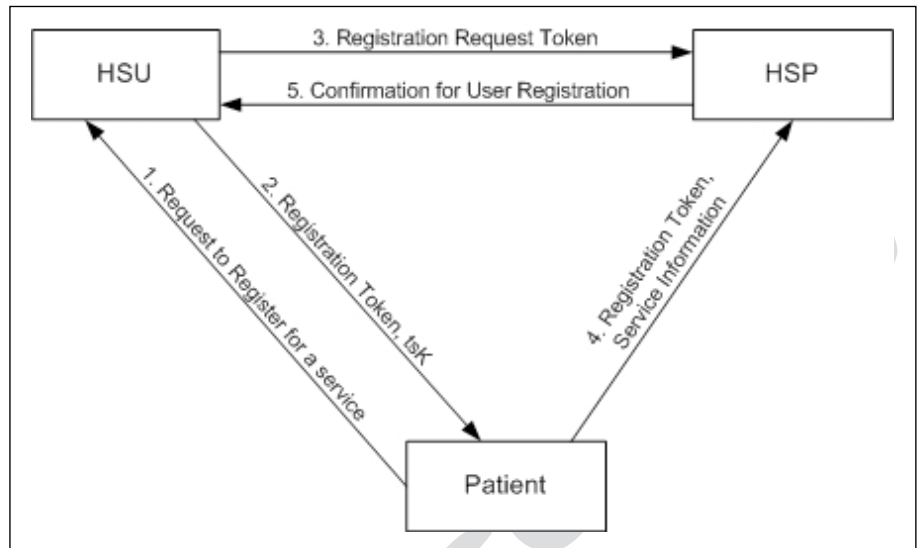 3. Registration Request Token
HSU
HSP
5. Confirmation for User Registration
1. Request to Register for a service
2. Registration Token, tsK
4. Registration Token,
Service Information
Patient